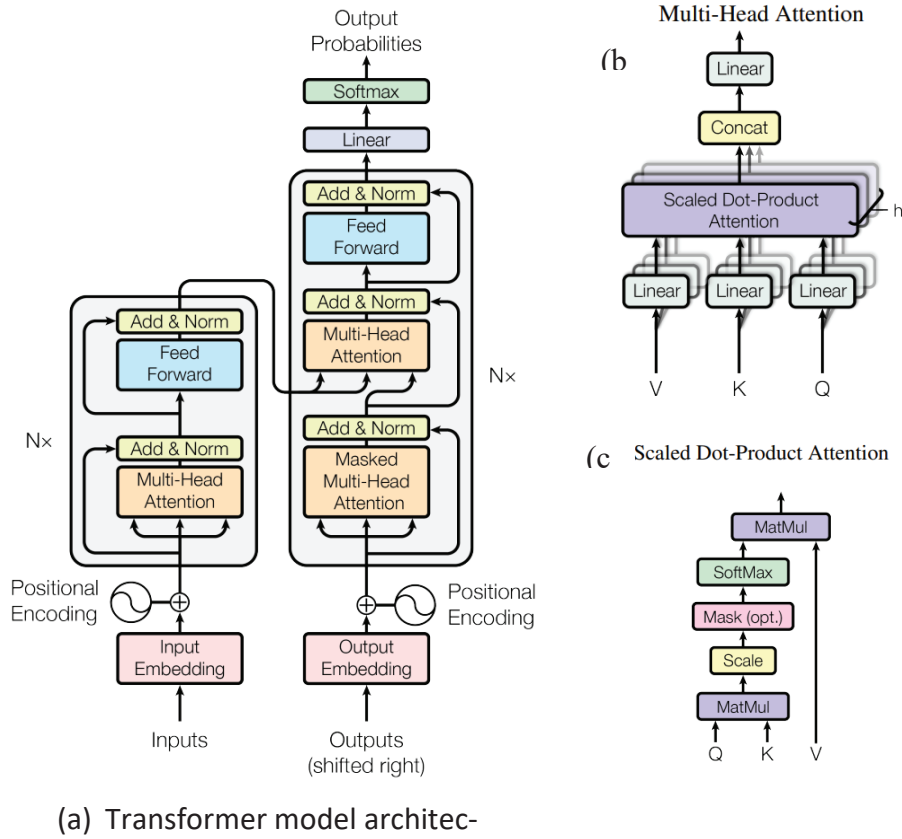 Output
Probabilities
Softmax
Linear
Add & Norm
Feed
Forward
Add & Norm
Multi-Head
Attention
Add & Norm
Masked
Multi-Head
Attention
N×
Add & Norm
Feed
Forward
N×
Add & Norm
Multi-Head
Attention
Positional
Encoding
Positional
Encoding
Input
Embedding
Output
Embedding
Inputs
Outputs
(shifted right)
(a) Transformer model architec-
Multi-Head Attention
(b
Linear
Concat
Scaled Dot-Product
Attention
h
Linear
Linear
Linear
V
K
Q
(c
Scaled Dot-Product Attention
MatMul
SoftMax
Mask (opt.)
Scale
MatMul
Q
K
V